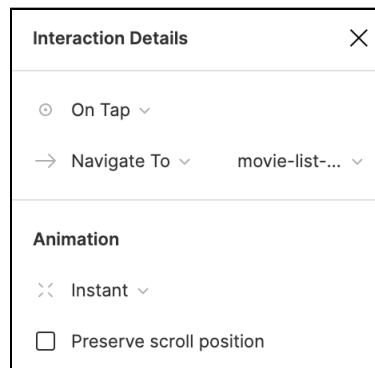 Interaction Details
On Tap
Navigate To movie-list-...
Animation
Instant
Preserve scroll position